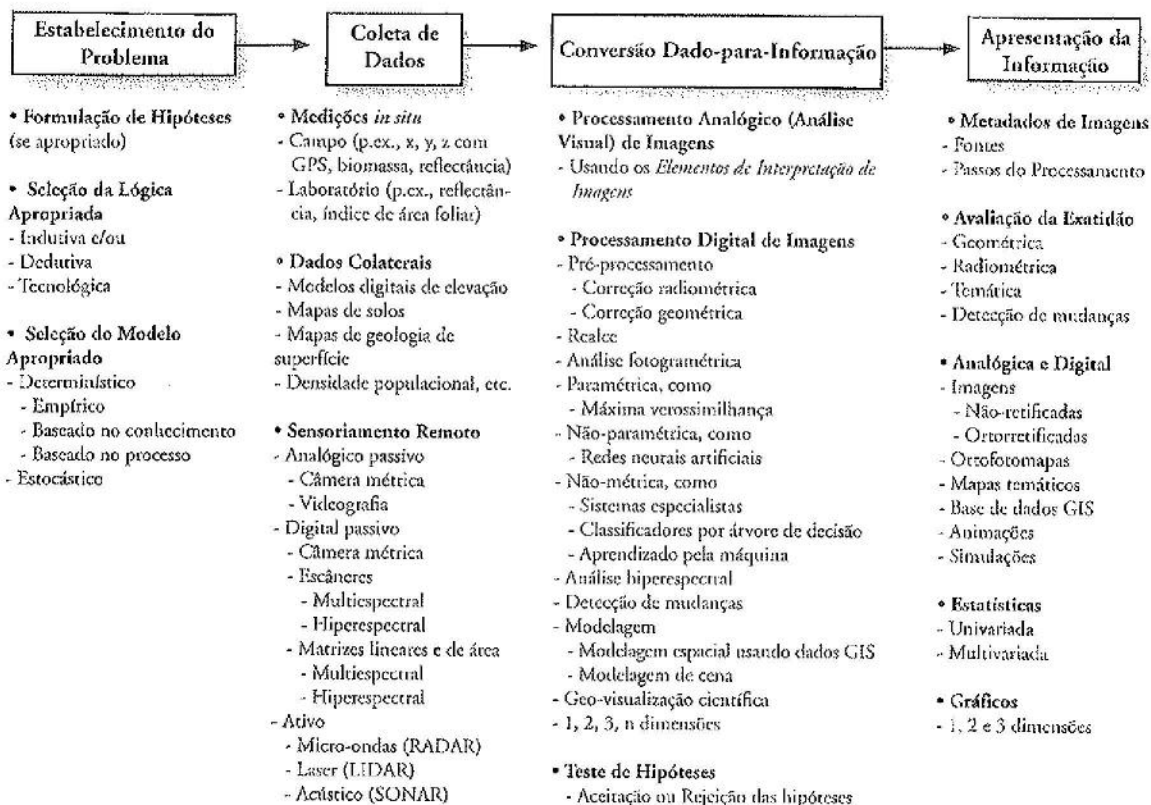 Estabelecimento do
Problema
• Formulação de Hipóteses
(se apropriado)
• Seleção da Lógica
Apropriada
- Indutiva e/ou
- Dedutiva
- Tecnológica
• Seleção do Modelo
Apropriado
- Determinístico
- Empírico
- Baseado no conhecimento
- Baseado no processo
- Estocástico
Coleta de
Dados
• Medições in situ
- Campo (p.ex., x, y, z com
GPS, biomassa, reflectância)
- Laboratório (p.ex., reflectân-
cia, índice de área foliar)
• Dados Colaterais
- Modelos digitais de elevação
- Mapas de solos
- Mapas de geologia de
superfície
- Densidade populacional, etc.
• Sensoriamento Remoto
- Analógico passivo
- Câmera métrica
- Videografia
- Digital passivo
- Câmera métrica
- Escâneres
- Multiespectral
- Hiperespectral
- Matrizes lineares e de área
- Multiespectral
- Hiperespectral
- Ativo
- Micro-ondas (RADAR)
- Laser (LIDAR)
- Acústico (SONAR)
Conversão Dado-para-Informação
• Processamento Analógico (Análise
Visual) de Imagens
- Usando os Elementos de Interpretação de
Imagens
• Processamento Digital de Imagens
- Pré-processamento
- Correção radiométrica
- Correção geométrica
- Realce
- Análise fotogramétrica
- Paramétrica, como
- Máxima verossimilhança
- Não-paramétrica, como
- Redes neurais artificiais
- Não-métrica, como
- Sistemas especialistas
- Classificadores por árvore de decisão
- Aprendizado pela máquina
- Análise hiperespectral
- Detecção de mudanças
- Modelagem
- Modelagem espacial usando dados GIS
- Modelagem de cena
- Geo-visualização científica
- 1, 2, 3, n dimensões
• Teste de Hipóteses
- Aceitação ou Rejeição das hipóteses
Apresentação da
Informação
• Metadados de Imagens
- Fontes
- Passos do Processamento
• Avaliação da Exatidão
- Geométrica
- Radiométrica
- Temática
- Detecção de mudanças
• Analógica e Digital
- Imagens
- Não-retificadas
- Ortorretificadas
- Ortofotomapas
- Mapas temáticos
- Base de dados GIS
- Animações
- Simulações
• Estatísticas
- Univariada
- Multivariada
• Gráficos
- 1, 2 e 3 dimensões